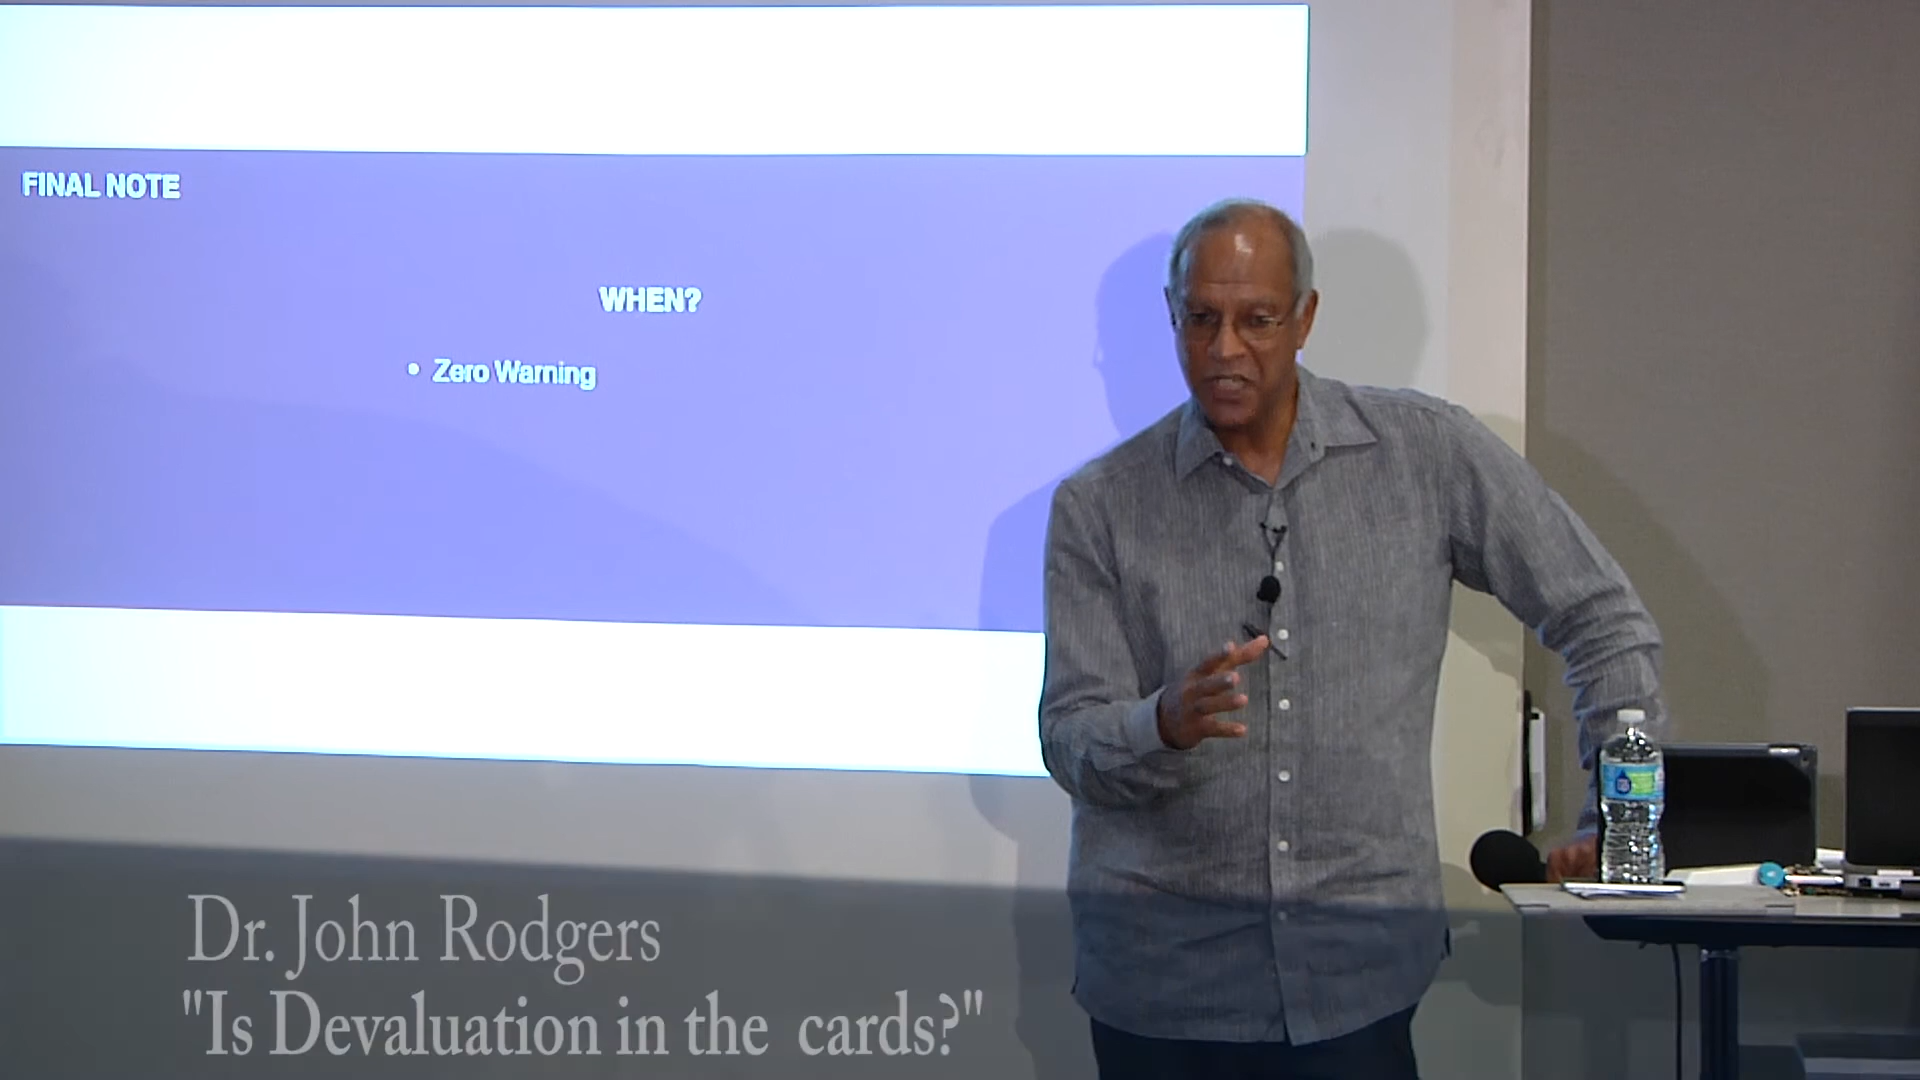 FINAL NOTE
WHEN?
• Zero Warning
Dr. John Rodgers
"Is Devaluation in the cards?"